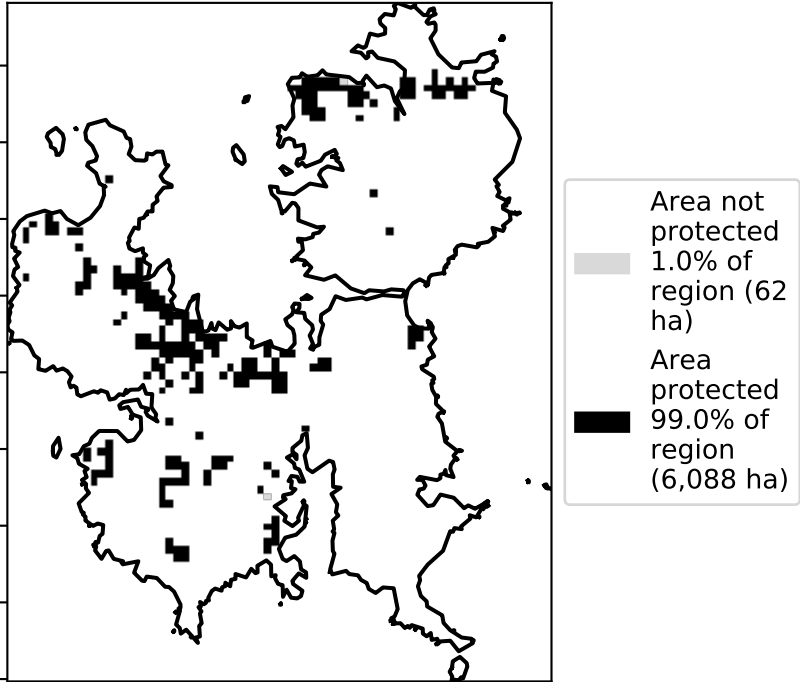 Area not
protected
1.0% of
region (62
ha)
Area
protected
99.0% of
region
(6,088 ha)